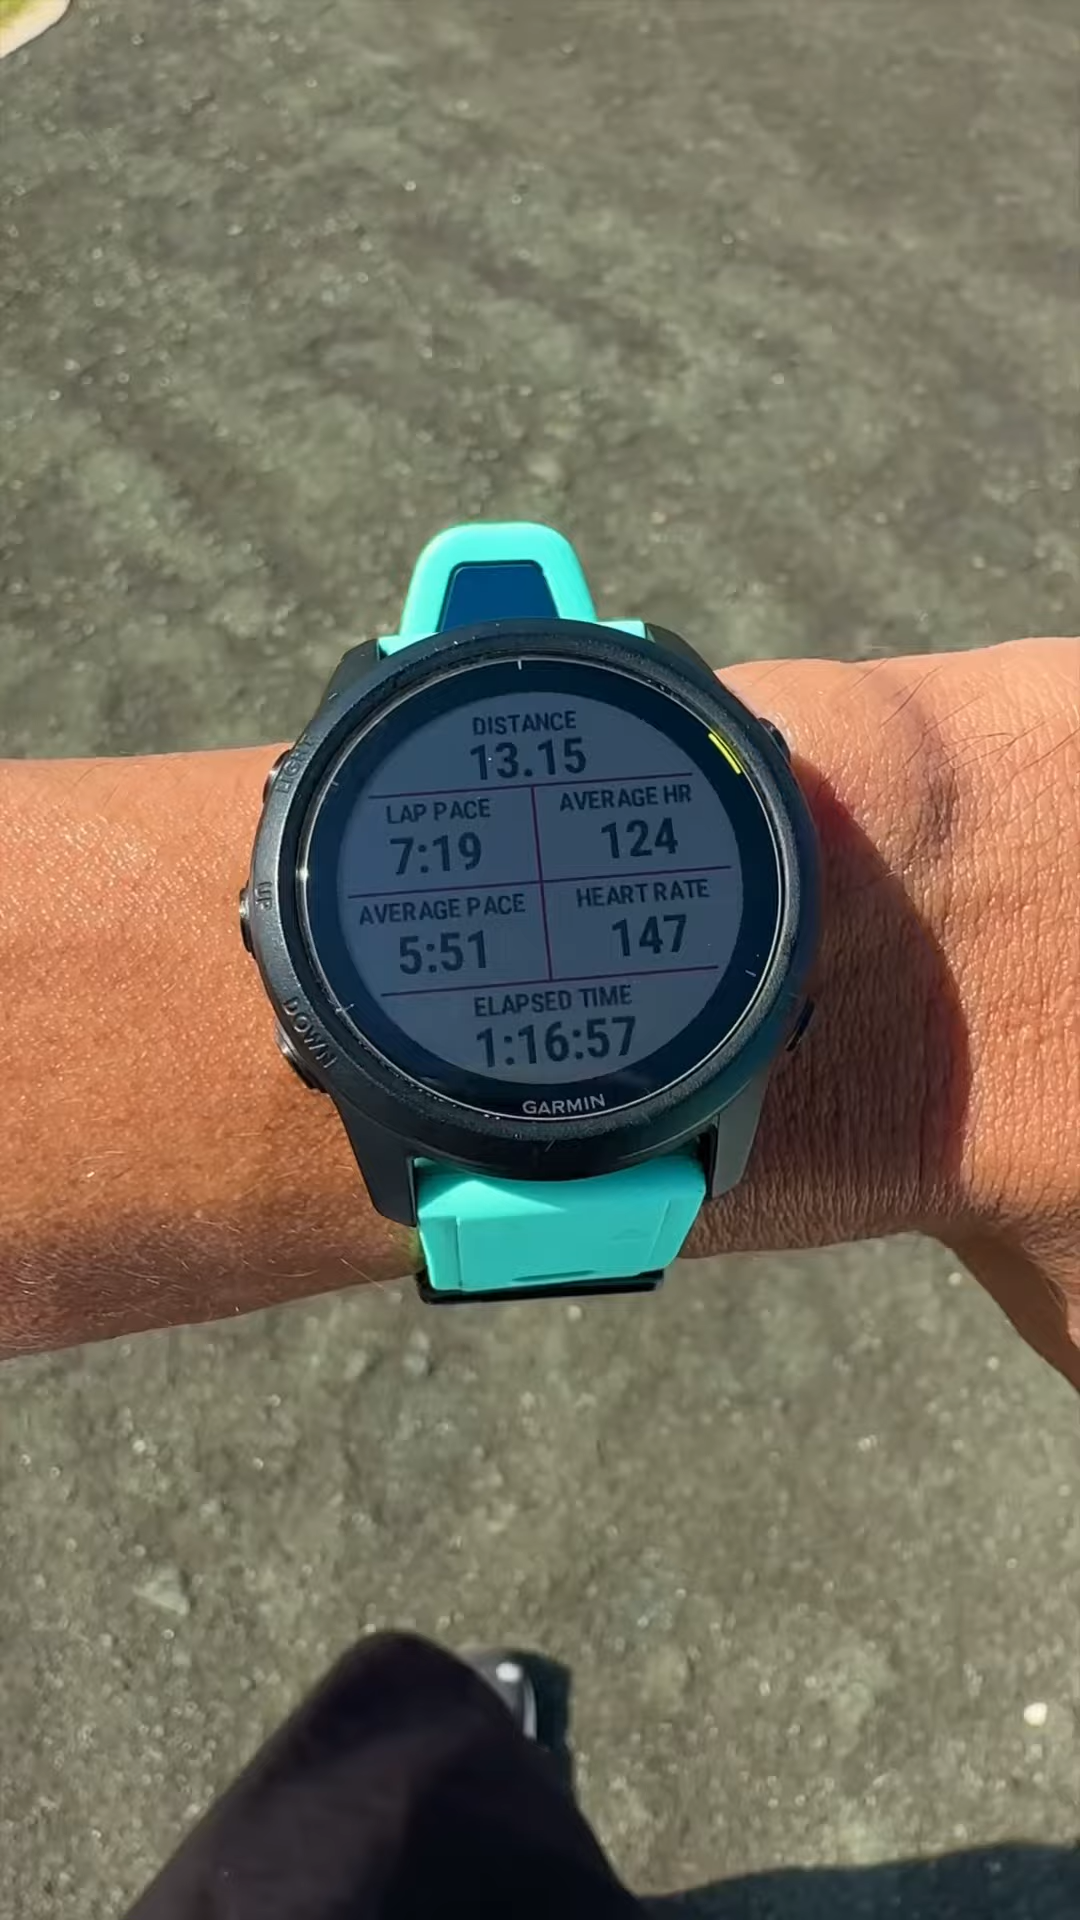 DISTANCE
13.15
LAP PACE
7:19
AVERAGE HR
124
AVERAGE PACE
5:51
HEART RATE
147
ELAPSED TIME
1:16:57
GARMIN
LIGHT
UP
DOWN